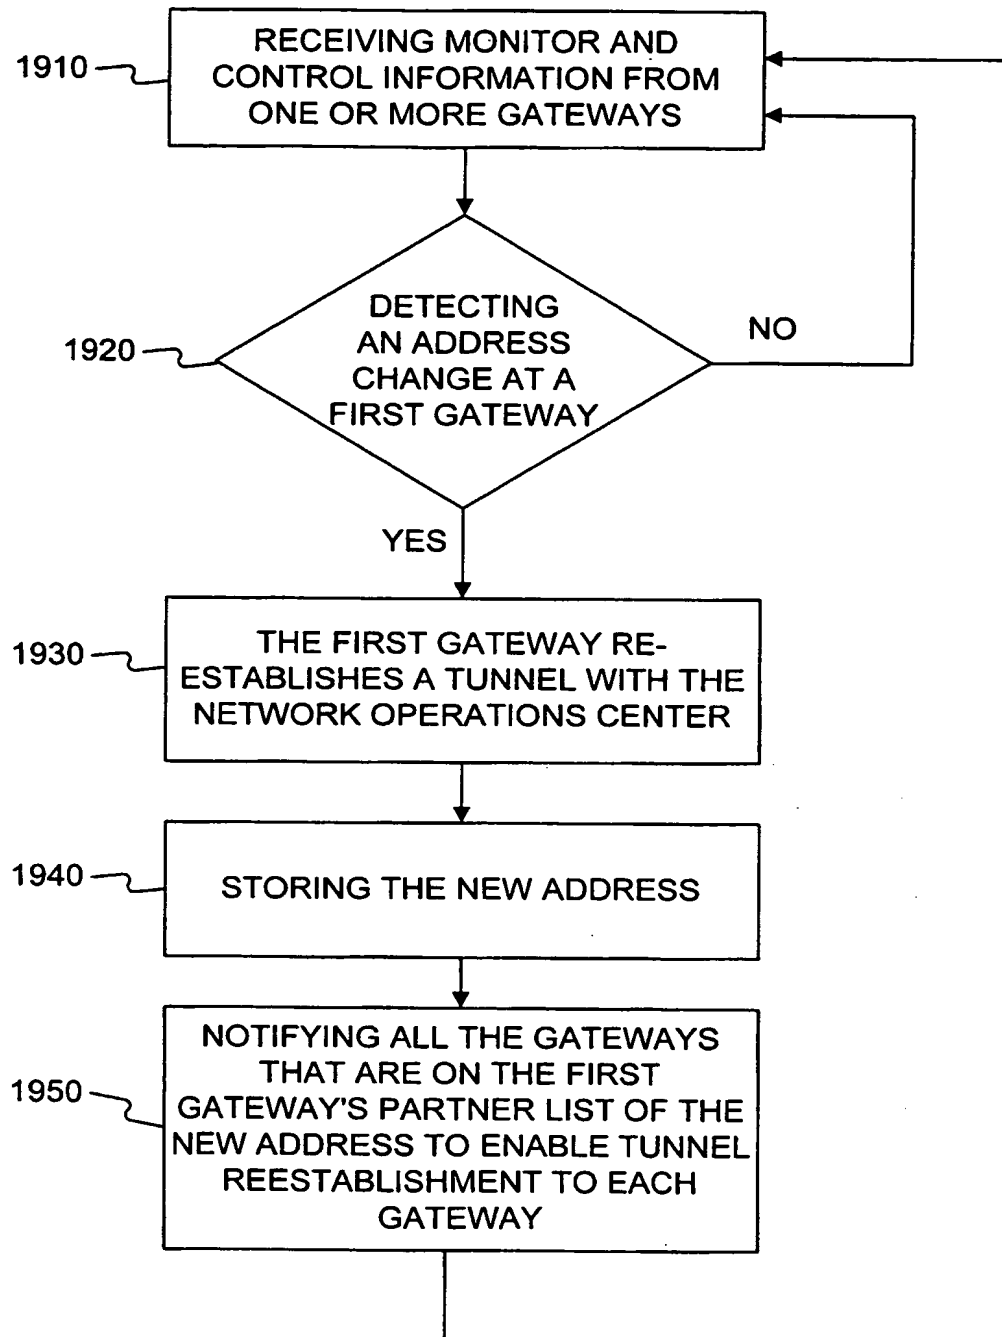 1910
RECEIVING MONITOR AND
CONTROL INFORMATION FROM
ONE OR MORE GATEWAYS
1920
DETECTING
AN ADDRESS
CHANGE AT A
FIRST GATEWAY
NO
YES
1930
THE FIRST GATEWAY RE-
ESTABLISHES A TUNNEL WITH THE
NETWORK OPERATIONS CENTER
1940
STORING THE NEW ADDRESS
1950
NOTIFYING ALL THE GATEWAYS
THAT ARE ON THE FIRST
GATEWAY'S PARTNER LIST OF THE
NEW ADDRESS TO ENABLE TUNNEL
REESTABLISHMENT TO EACH
GATEWAY